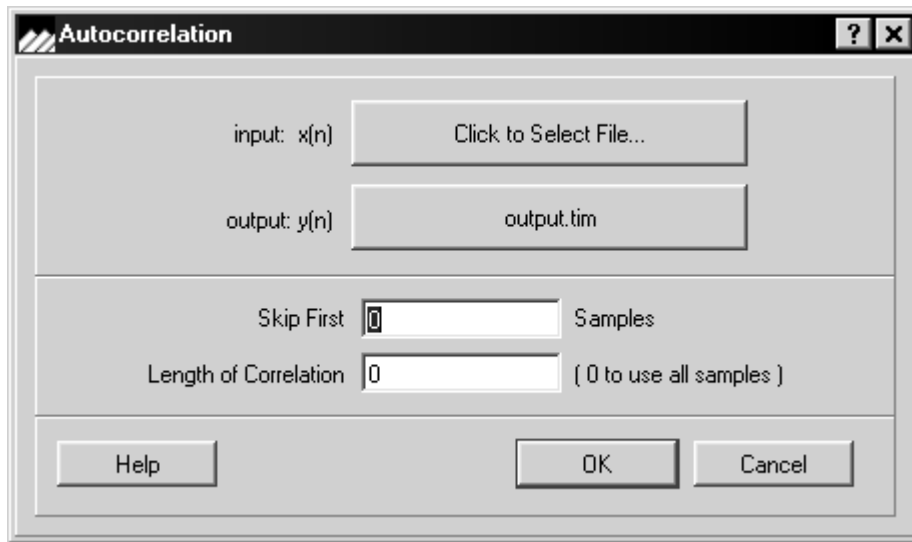 Autocorrelation
input: x(n) Click to Select File...
output: y(n) output.tim
Skip First 0 Samples
Length of Correlation 0 ( 0 to use all samples )
Help OK Cancel